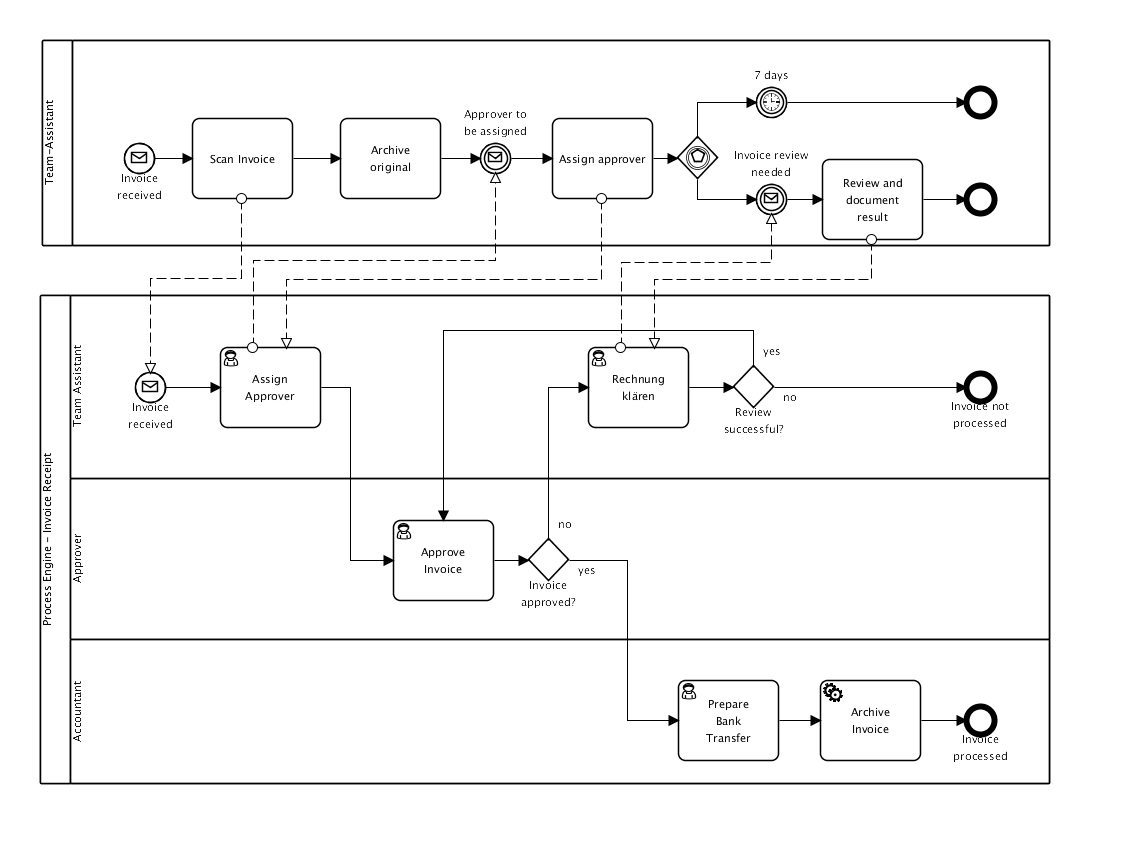 Team-Assistant
7 days
Approver to
be assigned
Invoice review
needed
Scan Invoice
Archive
original
Assign approver
Invoice
received
Review and
document
result
Process Engine - Invoice Receipt
Team Assistant
yes
Assign
Approver
Rechnung
klären
no
Invoice
received
Review
successful?
Invoice not
processed
Approver
no
Approve
Invoice
yes
Invoice
approved?
Accountant
Prepare
Bank
Transfer
Archive
Invoice
Invoice
processed